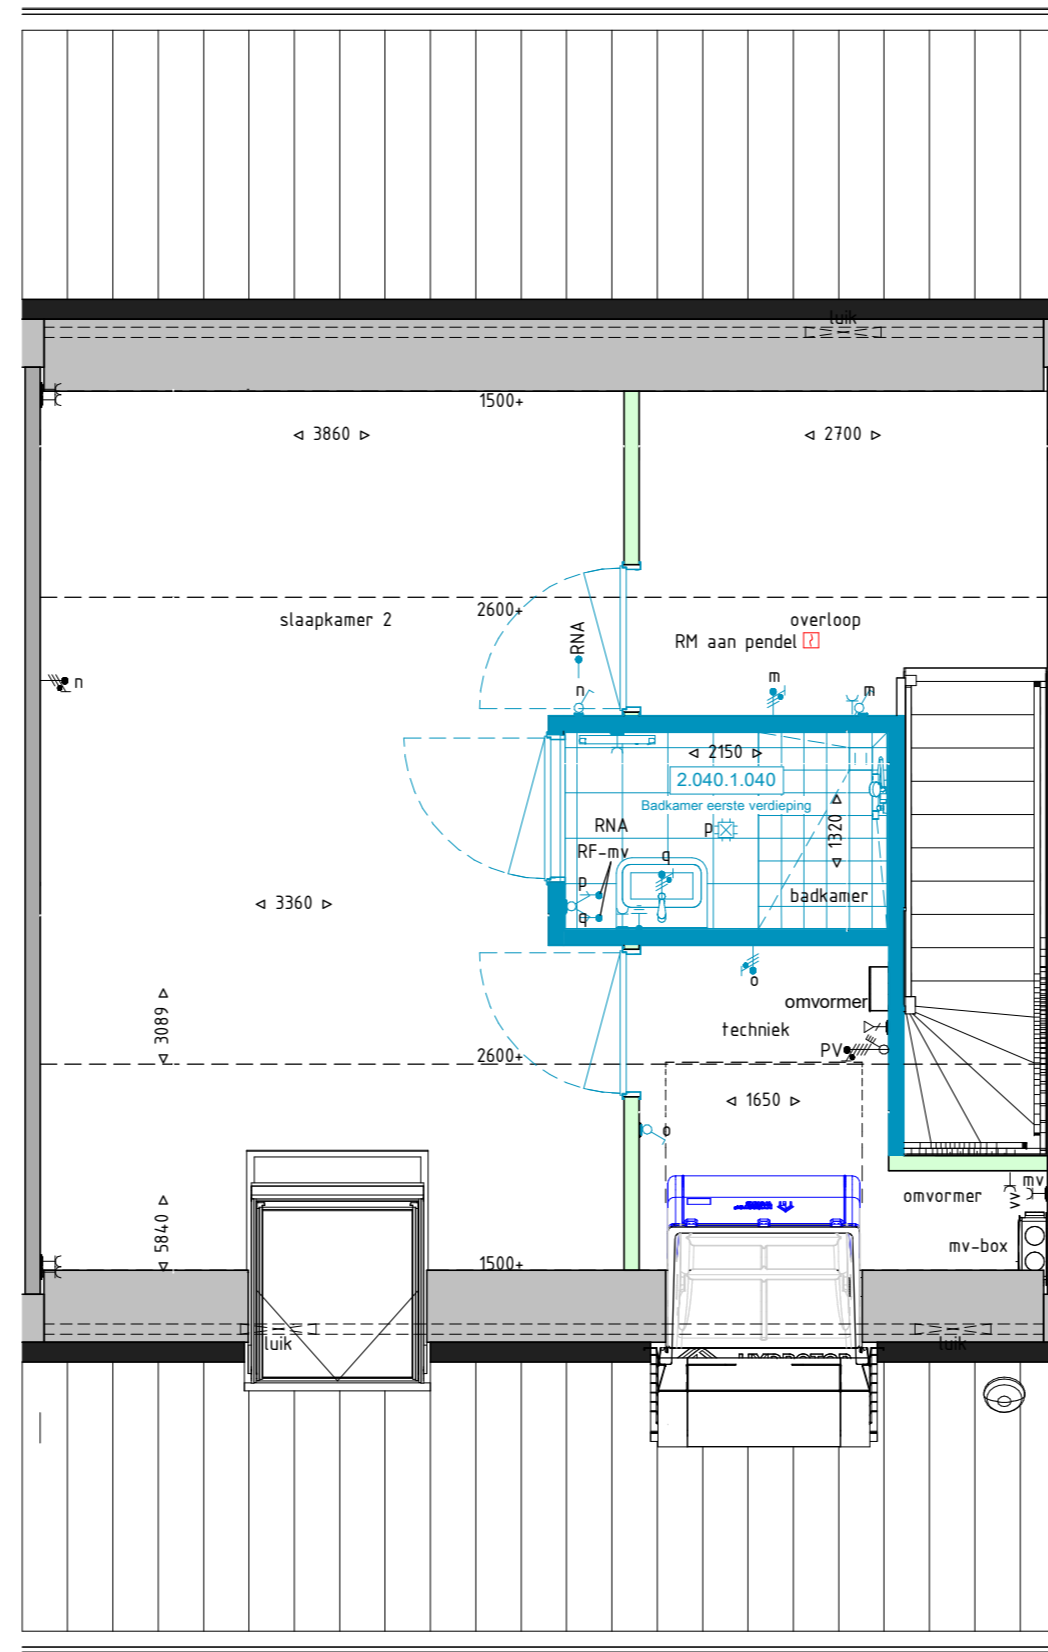 luik
1500+
3860
2700
2600+
slaapkamer 2
overloop
RNA
RM aan pendel
n
n
m
m
2150
2.040.1.040
Badkamer eerste verdieping
RNA
p
1320
RF-mv
q
p
badkamer
q
3360
o
omvormer
3089
techniek
PV
2600+
1650
o
mv
vv
omvormer
5840
mv-box
1500+
luik
luik